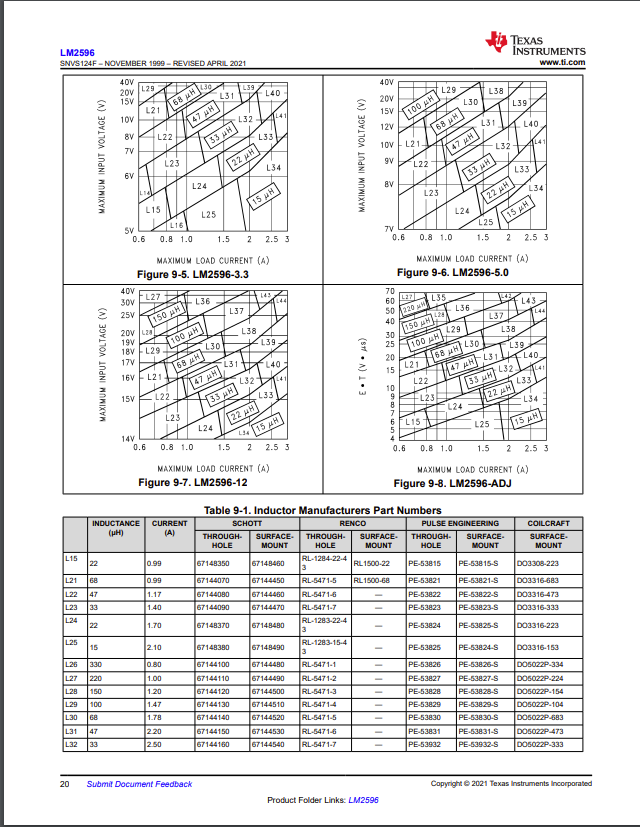 LM2596
SNVS124F – NOVEMBER 1999 – REVISED APRIL 2021
TEXAS
INSTRUMENTS
www.ti.com
MAXIMUM INPUT VOLTAGE (V)
40V
20V
15V
10V
8V
7V
6V
5V
L29
L30
L39
L31
L40
68 μH
L21
47 μH
L32
L41
L22
33 μH
L33
L23
22 μH
L34
L14
L24
15 μH
L15
L25
L16
0.6 0.8 1.0 1.5 2 2.5 3
MAXIMUM LOAD CURRENT (A)
Figure 9-5. LM2596-3.3
MAXIMUM INPUT VOLTAGE (V)
40V
20V
15V
12V
10V
9V
8V
7V
L29
L38
L30
L39
100 μH
68 μH
L31
L40
L21
47 μH
L32
L41
L22
33 μH
L33
L23
22 μH
L34
L24
15 μH
L25
0.6 0.8 1.0 1.5 2 2.5 3
MAXIMUM LOAD CURRENT (A)
Figure 9-6. LM2596-5.0
MAXIMUM INPUT VOLTAGE (V)
40V
30V
25V
20V
19V
18V
17V
16V
15V
14V
L27
L36
L43
L44
150 μH
L37
L28
100 μH
L38
L29
L30
L39
68 μH
L31
L40
L21
47 μH
L32
L41
L22
33 μH
L33
L23
22 μH
L24
15 μH
L34
0.6 0.8 1.0 1.5 2 2.5 3
MAXIMUM LOAD CURRENT (A)
Figure 9-7. LM2596-12
E • T (V • μs)
70
60
50
40
30
25
20
15
10
9
8
7
6
5
4
L27
L35
L43
220 μH
L36
L44
L28
L37
150 μH
L29
L38
100 μH
L30
L39
68 μH
L31
L40
L21
47 μH
L32
L41
L22
33 μH
L33
L23
22 μH
L34
L24
15 μH
L25
0.6 0.8 1.0 1.5 2 2.5 3
MAXIMUM LOAD CURRENT (A)
Figure 9-8. LM2596-ADJ
Table 9-1. Inductor Manufacturers Part Numbers
INDUCTANCE (μH) CURRENT (A) SCHOTT RENCO PULSE ENGINEERING COILCRAFT
THROUGH-HOLE SURFACE-MOUNT THROUGH-HOLE SURFACE-MOUNT THROUGH-HOLE SURFACE-MOUNT SURFACE-MOUNT
L15 22 0.99 67148350 67148460 RL-1284-22-43 RL1500-22 PE-53815 PE-53815-S DO3308-223
L21 68 0.99 67144070 67144450 RL-5471-5 RL1500-68 PE-53821 PE-53821-S DO3316-683
L22 47 1.17 67144080 67144460 RL-5471-6 — PE-53822 PE-53822-S DO3316-473
L23 33 1.40 67144090 67144470 RL-5471-7 — PE-53823 PE-53823-S DO3316-333
L24 22 1.70 67148370 67148480 RL-1283-22-43 — PE-53824 PE-53825-S DO3316-223
L25 15 2.10 67148380 67148490 RL-1283-15-43 — PE-53825 PE-53824-S DO3316-153
L26 330 0.80 67144100 67144480 RL-5471-1 — PE-53826 PE-53826-S DO5022P-334
L27 220 1.00 67144110 67144490 RL-5471-2 — PE-53827 PE-53827-S DO5022P-224
L28 150 1.20 67144120 67144500 RL-5471-3 — PE-53828 PE-53828-S DO5022P-154
L29 100 1.47 67144130 67144510 RL-5471-4 — PE-53829 PE-53829-S DO5022P-104
L30 68 1.78 67144140 67144520 RL-5471-5 — PE-53830 PE-53830-S DO5022P-683
L31 47 2.20 67144150 67144530 RL-5471-6 — PE-53831 PE-53831-S DO5022P-473
L32 33 2.50 67144160 67144540 RL-5471-7 — PE-53932 PE-53932-S DO5022P-333
20 Submit Document Feedback
Copyright © 2021 Texas Instruments Incorporated
Product Folder Links: LM2596